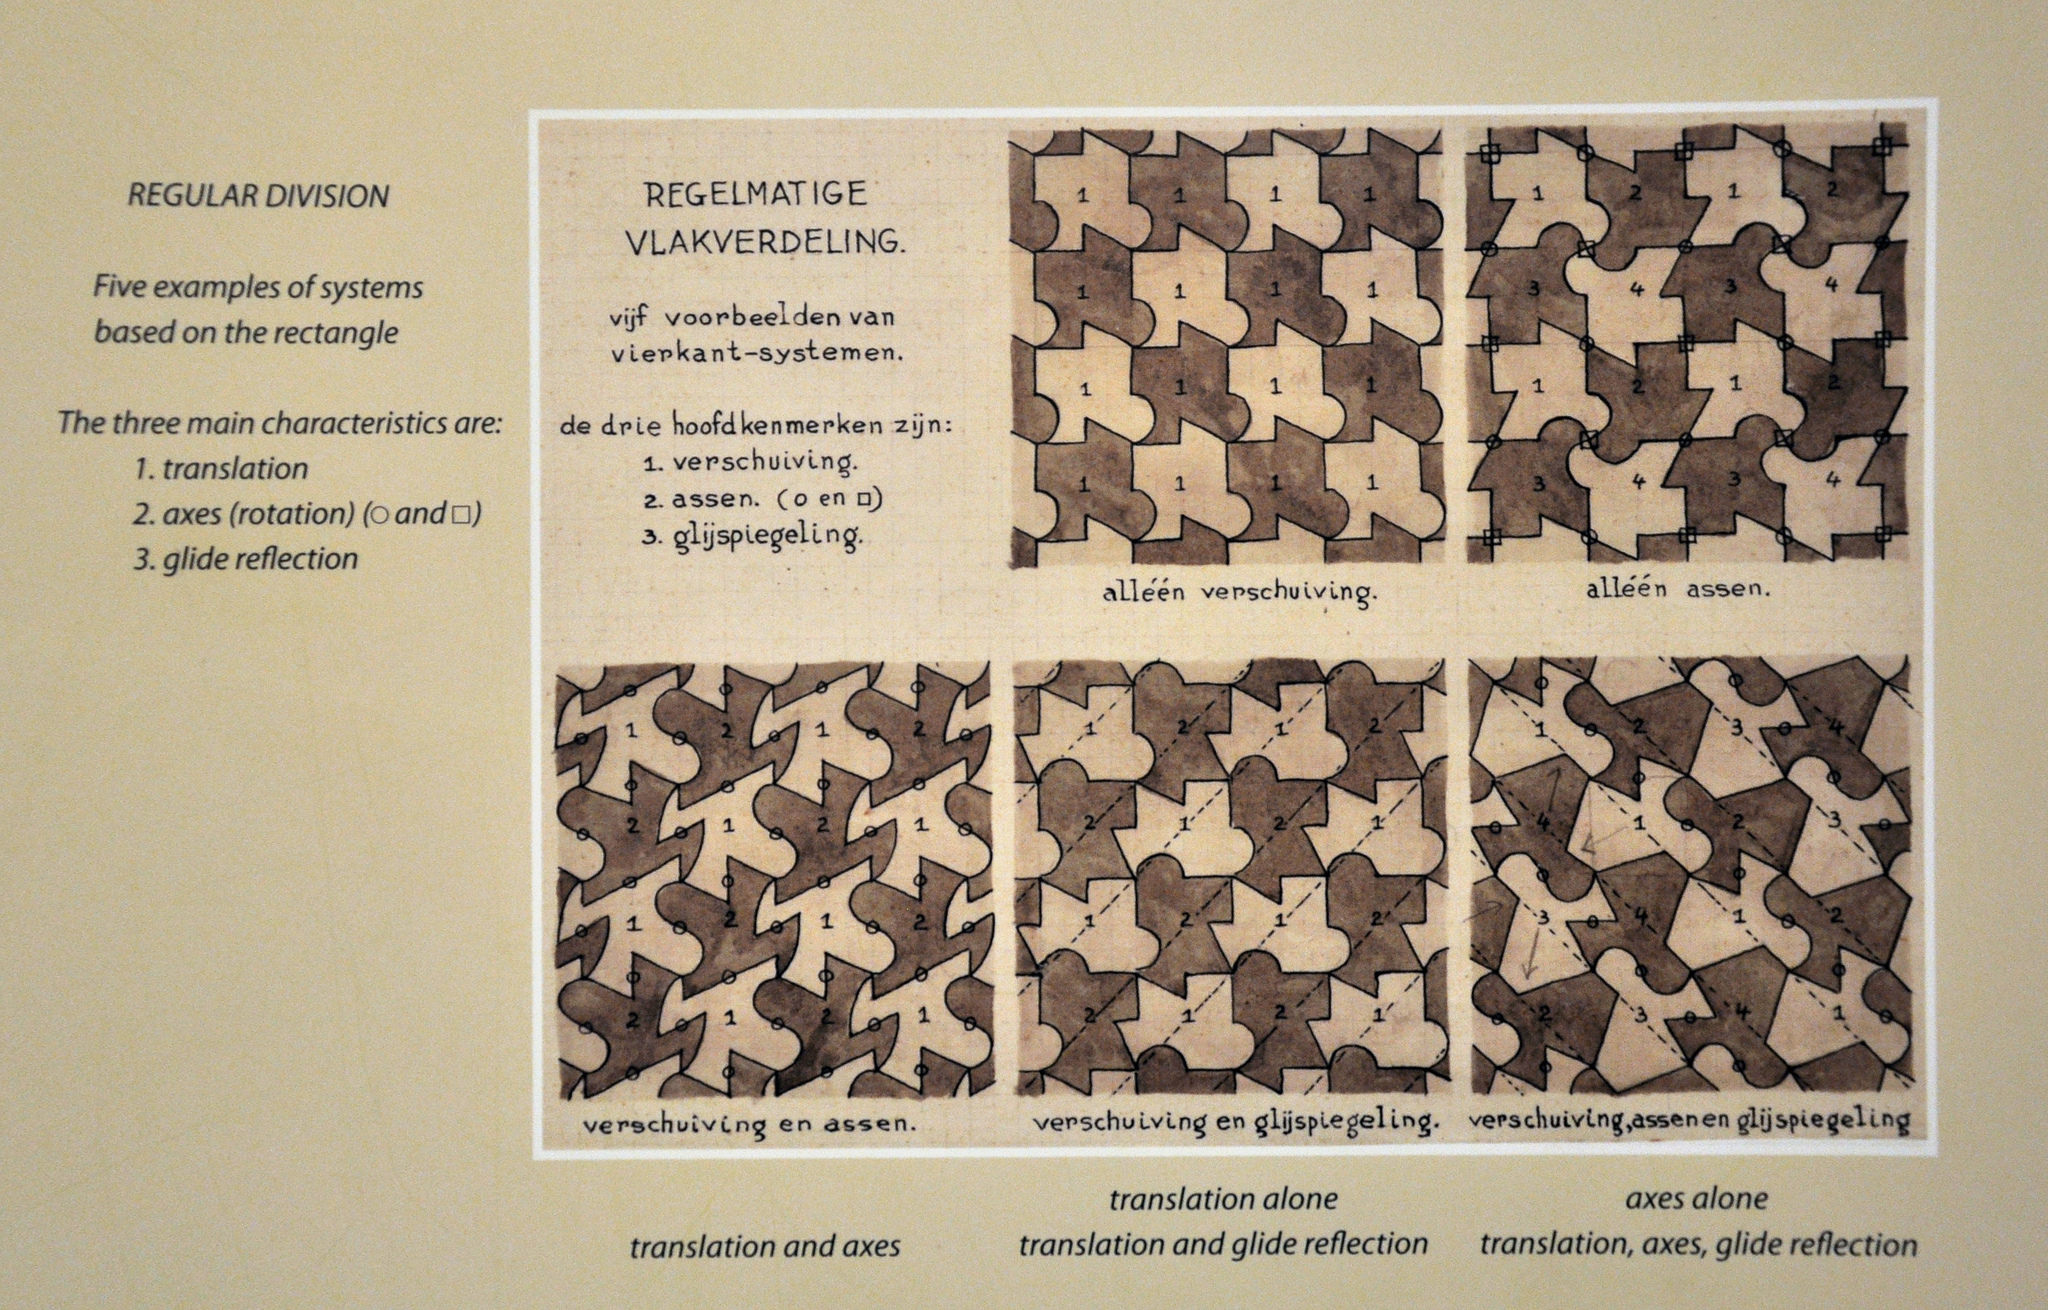 REGULAR DIVISION
Five examples of systems
based on the rectangle
The three main characteristics are:
1. translation
2. axes (rotation) (○ and □)
3. glide reflection
REGELMATIGE
VLAKVERDELING.
vijf voorbeelden van
vierkant-systemen.
de drie hoofdkenmerken zijn:
1. verschuiving.
2. assen. (○ en □)
3. glijspiegeling.
1 1 1 1
1 1 1 1
1 1 1 1
1 1 1 1
alléén verschuiving.
1 2 1 2
3 4 3 4
1 2 1 2
3 4 3 4
alléén assen.
1 2 1 2
2 1 2 1
1 2 1 2
2 1 2 1
verschuiving en assen.
1 2 1 2
2 1 2 1
1 2 1 2
2 1 2 1
verschuiving en glijspiegeling.
1 2 3 4
4 1 2 3
3 4 1 2
2 3 4 1
verschuiving,assen en glijspiegeling
translation and axes
translation alone
translation and glide reflection
axes alone
translation, axes, glide reflection